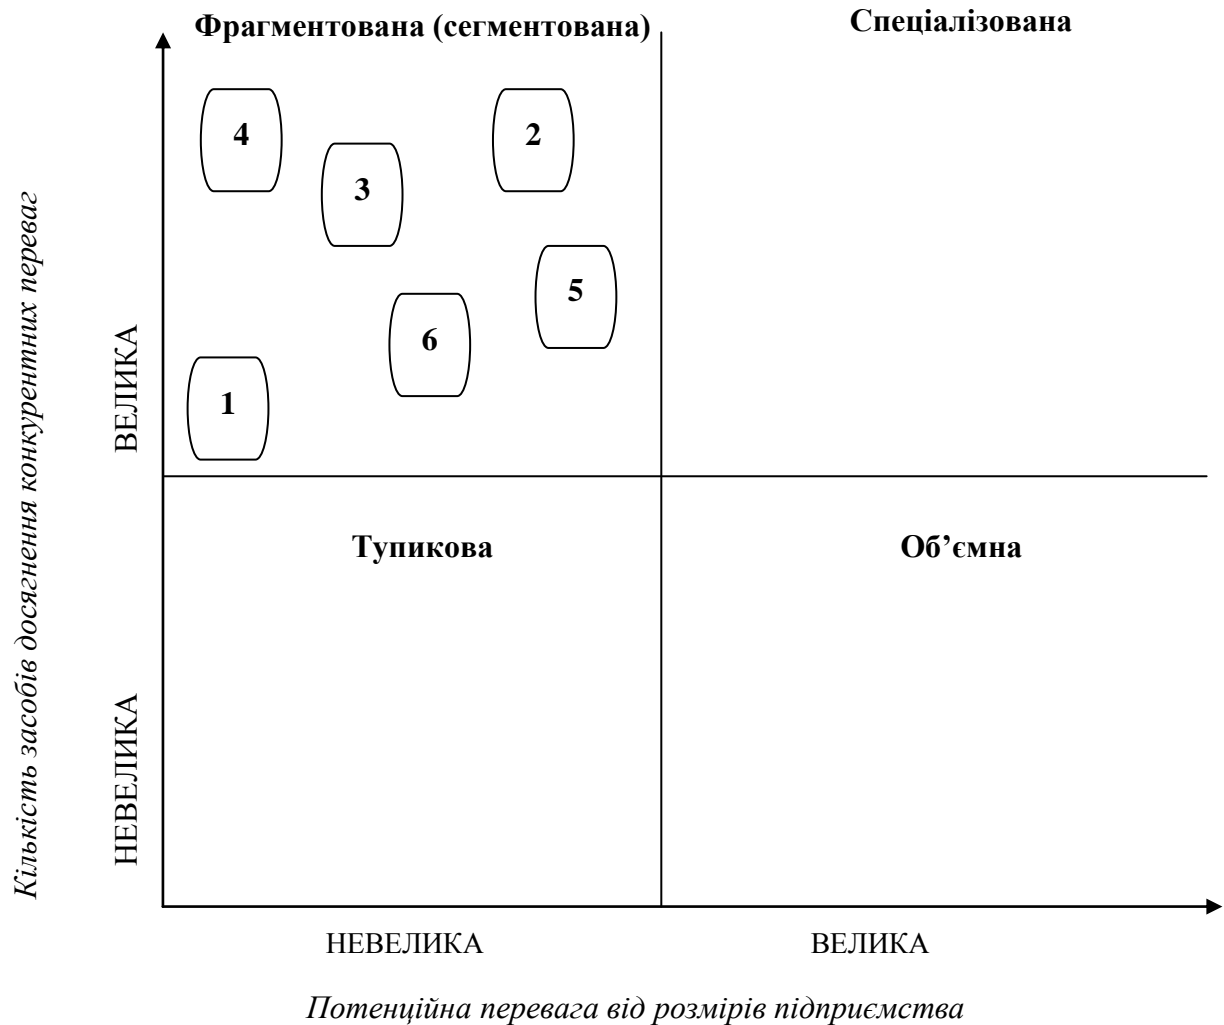 Фрагментована (сегментована)
Спеціалізована
4
2
3
5
6
1
Тупикова
Об’ємна
Кількість засобів досягнення конкурентних переваг
ВЕЛИКА
НЕВЕЛИКА
НЕВЕЛИКА
ВЕЛИКА
Потенційна перевага від розмірів підприємства